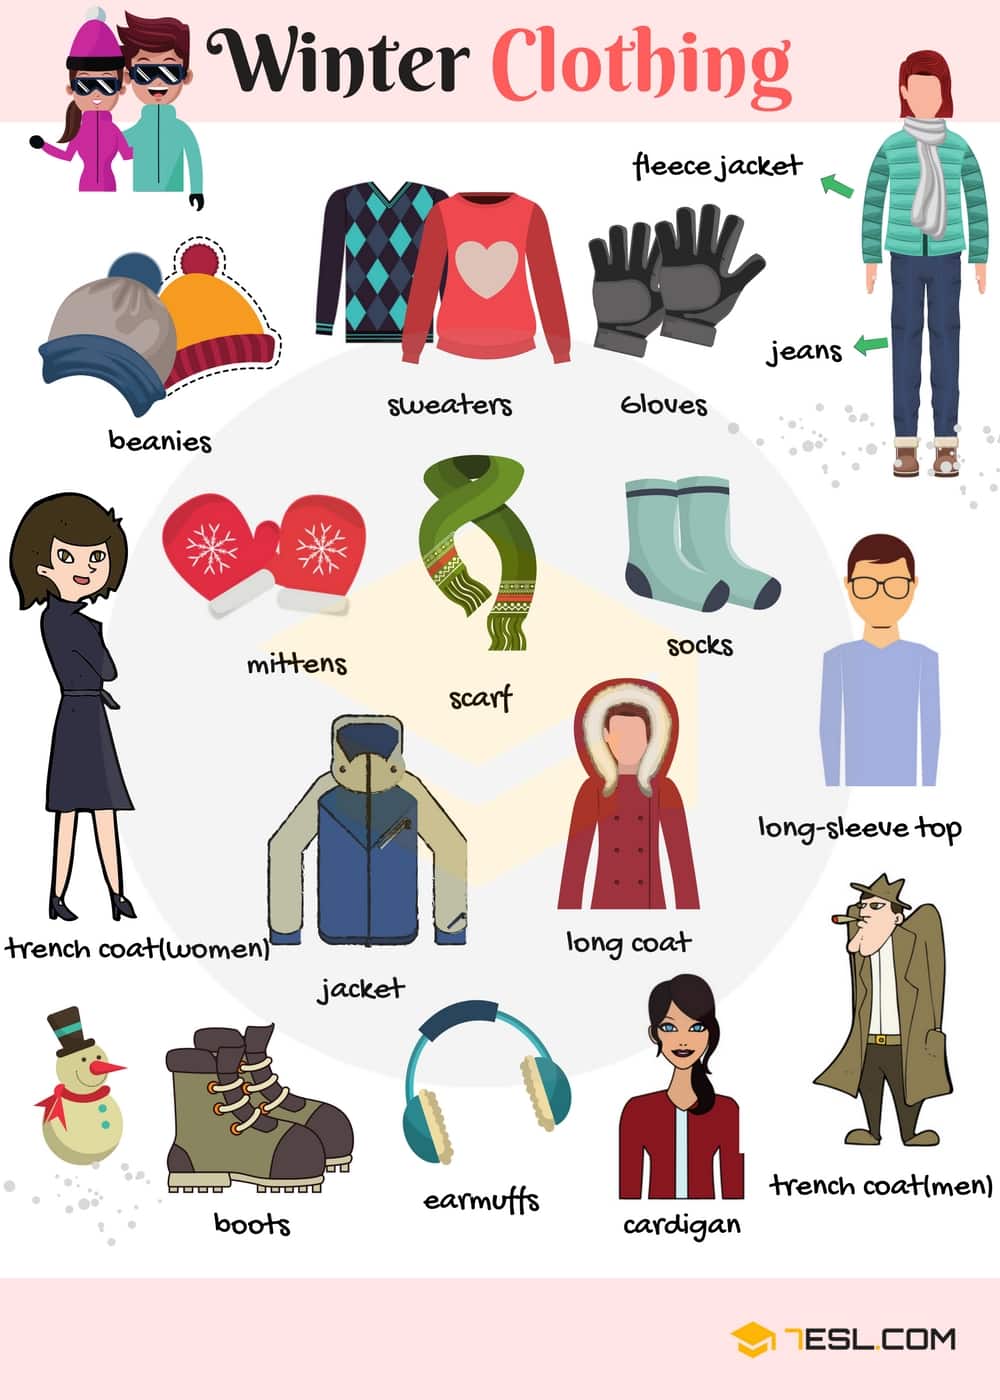 Winter Clothing
fleece jacket
jeans
sweaters
Gloves
beanies
mittens
scarf
socks
long-sleeve top
trench coat(women)
jacket
long coat
boots
earmuffs
cardigan
trench coat(men)
7ESL.COM